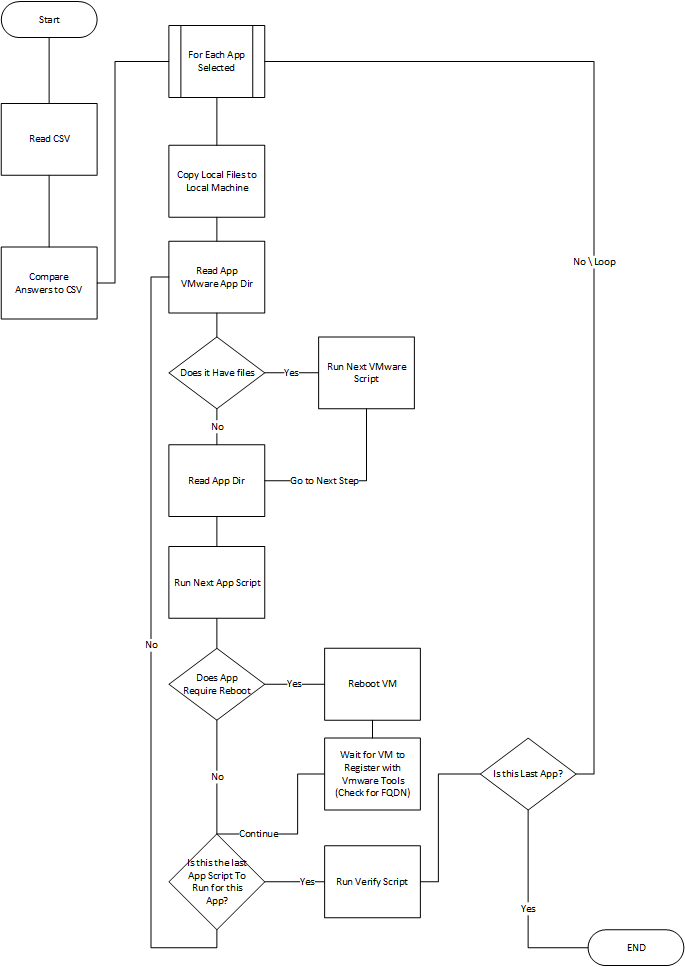 Start
For Each App
Selected
Read CSV
Copy Local Files to
Local Machine
Compare
Answers to CSV
Read App
VMware App Dir
No \ Loop
Does it Have files
Yes
Run Next VMware
Script
No
Read App Dir
Go to Next Step
Run Next App Script
No
Does App
Require Reboot
Yes
Reboot VM
Wait for VM to
Register with
Vmware Tools
(Check for FQDN)
Is this Last App?
No
Continue
Is this the last
App Script To
Run for this
App?
Yes
Run Verify Script
Yes
END